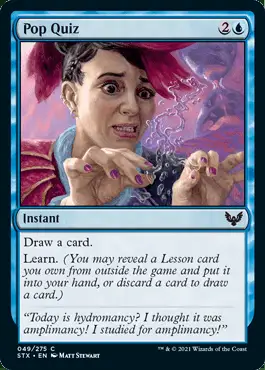 Pop Quiz 2
Instant
Draw a card.
Learn. (You may reveal a Lesson card
you own from outside the game and put it
into your hand, or discard a card to draw
a card.)
“Today is hydromancy? I thought it was
amplimancy! I studied for amplimancy!”
049/275 C
STX • EN MATT STEWART ™ & © 2021 Wizards of the Coast